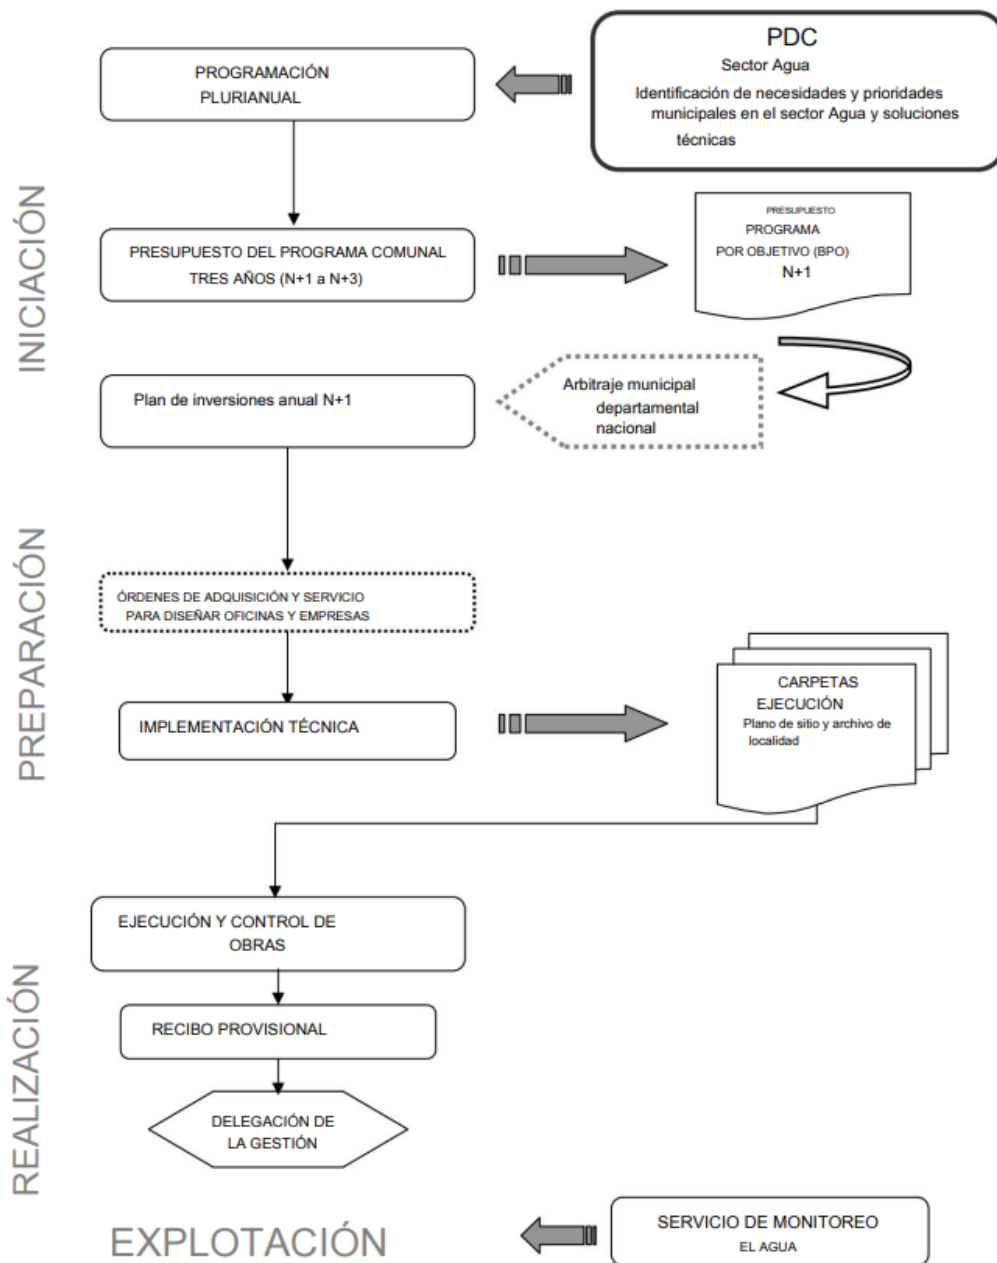 PDC
Sector Agua
Identificación de necesidades y prioridades
municipales en el sector Agua y soluciones
técnicas
PROGRAMACIÓN
PLURIANUAL
INICIACIÓN
PRESUPUESTO DEL PROGRAMA COMUNAL
TRES AÑOS (N+1 a N+3)
PRESUPUESTO
PROGRAMA
POR OBJETIVO (BPO)
N+1
Arbitraje municipal
departamental
nacional
Plan de inversiones anual N+1
PREPARACIÓN
ÓRDENES DE ADQUISICIÓN Y SERVICIO
PARA DISEÑAR OFICINAS Y EMPRESAS
IMPLEMENTACIÓN TÉCNICA
CARPETAS
EJECUCIÓN
Plano de sitio y archivo de
localidad
REALIZACIÓN
EJECUCIÓN Y CONTROL DE
OBRAS
RECIBO PROVISIONAL
DELEGACIÓN DE
LA GESTIÓN
EXPLOTACIÓN
SERVICIO DE MONITOREO
EL AGUA